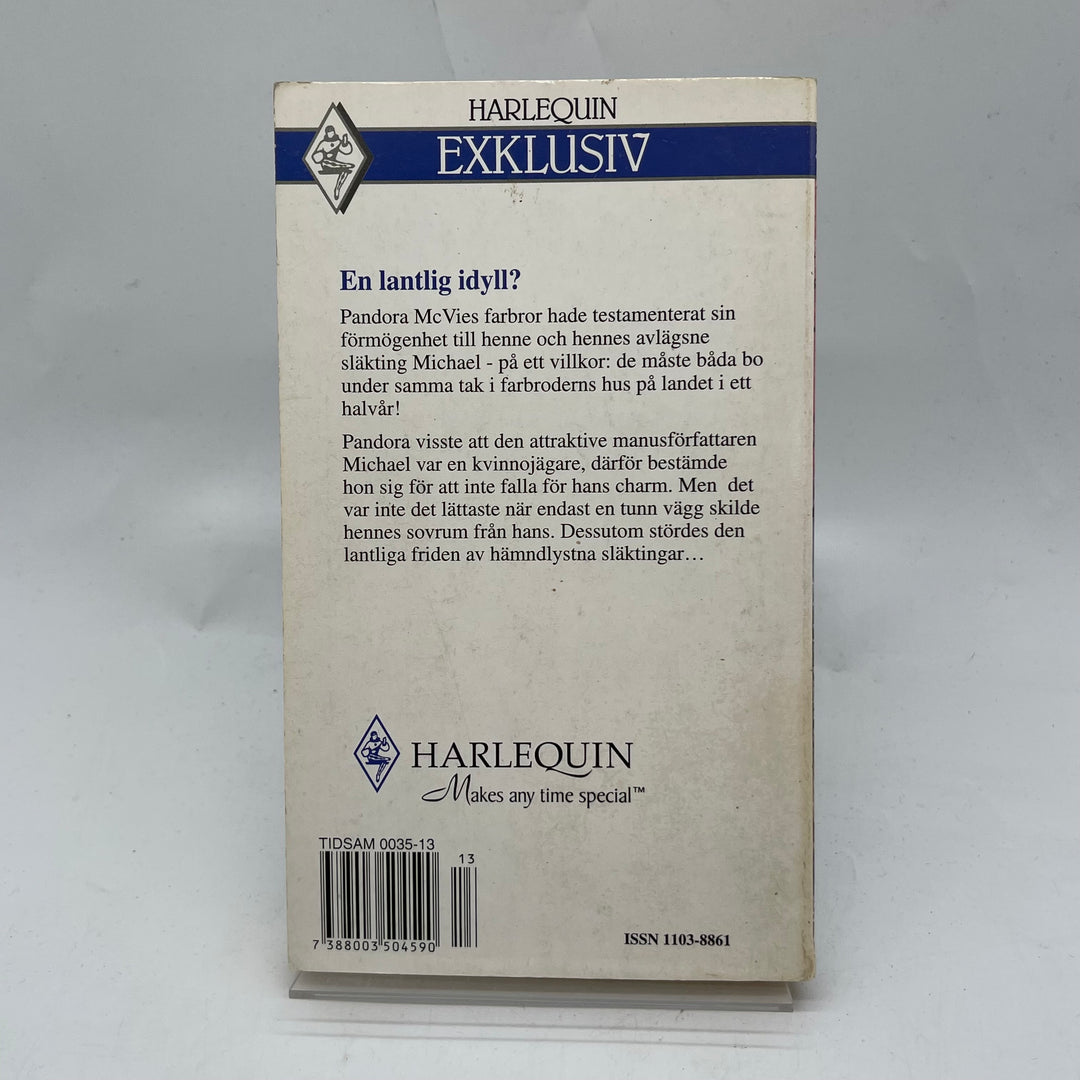 HARLEQUIN
EXKLUSIV
En lantlig idyll?
Pandora McVies farbror hade testamenterat sin
förmögenhet till henne och hennes avlägsne
släkting Michael - på ett villkor: de måste båda bo
under samma tak i farbroderns hus på landet i ett
halvår!
Pandora visste att den attraktive manusförfattaren
Michael var en kvinnojägare, därför bestämde
hon sig för att inte falla för hans charm. Men det
var inte det lättaste när endast en tunn vägg skilde
hennes sovrum från hans. Dessutom stördes den
lantliga friden av hämndlystna släktingar...
HARLEQUIN
Makes any time special™
TIDSAM 0035-13
13
7 388003 504590
ISSN 1103-8861